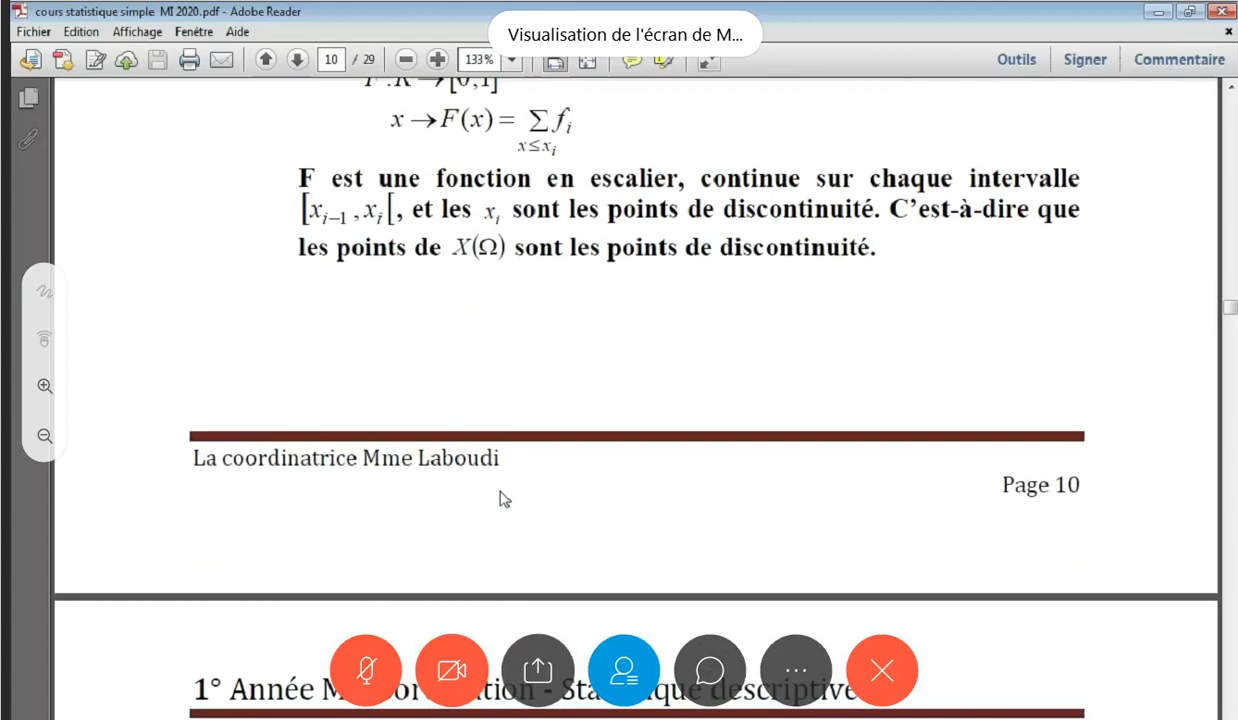 cours statistique simple MI 2020.pdf - Adobe Reader
Visualisation de l'écran de M...
Fichier Edition Affichage Fenêtre Aide
10 / 29 133% Outils Signer Commentaire
→ [0,1]
x → F(x) = ∑ f_i
x≤x_i
F est une fonction en escalier, continue sur chaque intervalle
[x_{i-1}, x_i[, et les x_i sont les points de discontinuité. C'est-à-dire que
les points de X(Ω) sont les points de discontinuité.
La coordinatrice Mme Laboudi
Page 10
1° Année - descriptive